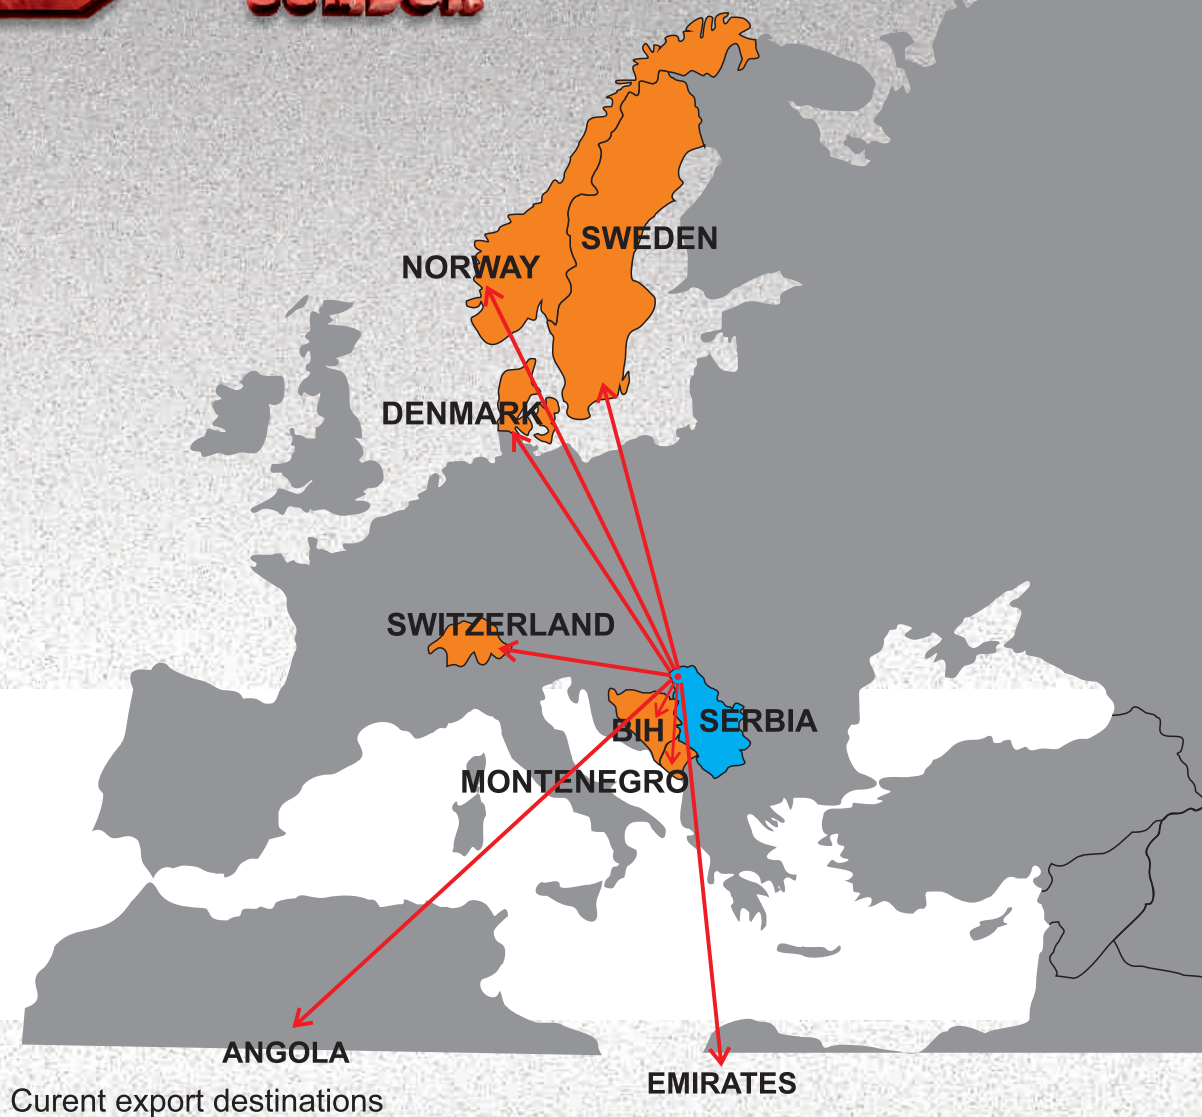 SWEDEN
NORWAY
DENMARK
SWITZERLAND
SERBIA
BIH
MONTENEGRO
ANGOLA
EMIRATES
Curent export destinations